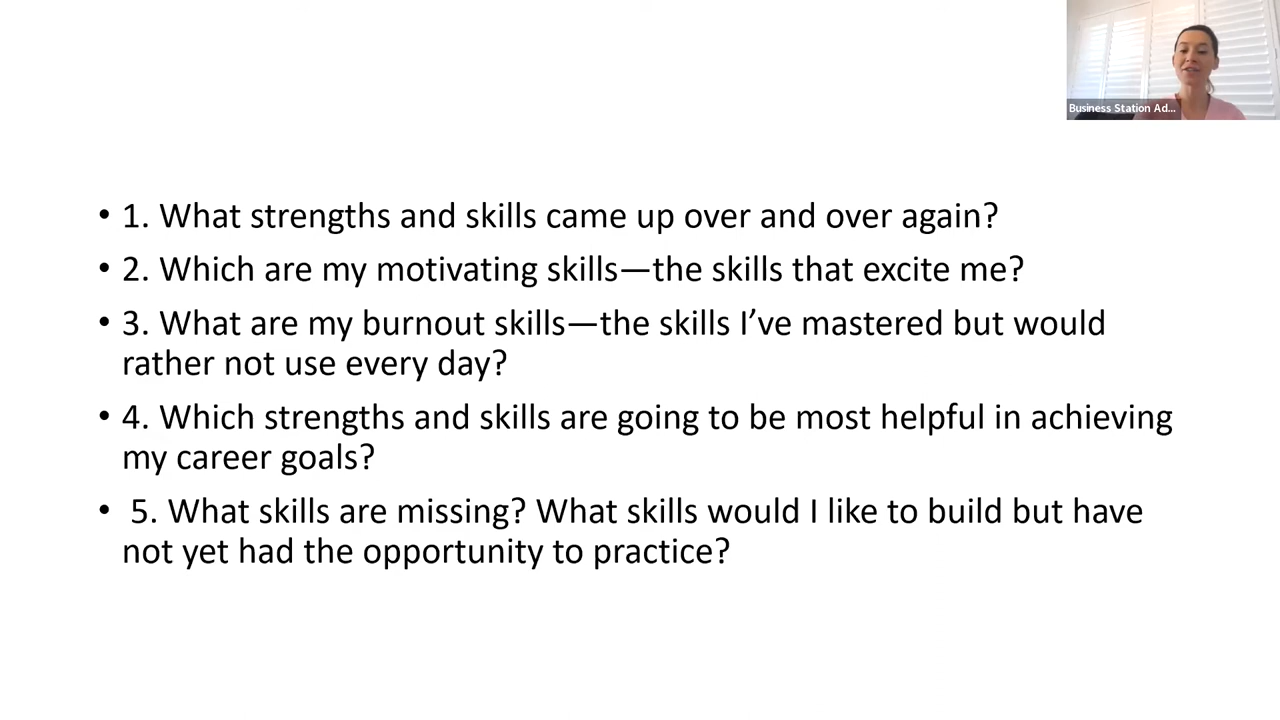 Business Station Ad...
• 1. What strengths and skills came up over and over again?
• 2. Which are my motivating skills—the skills that excite me?
• 3. What are my burnout skills—the skills I’ve mastered but would
rather not use every day?
• 4. Which strengths and skills are going to be most helpful in achieving
my career goals?
• 5. What skills are missing? What skills would I like to build but have
not yet had the opportunity to practice?